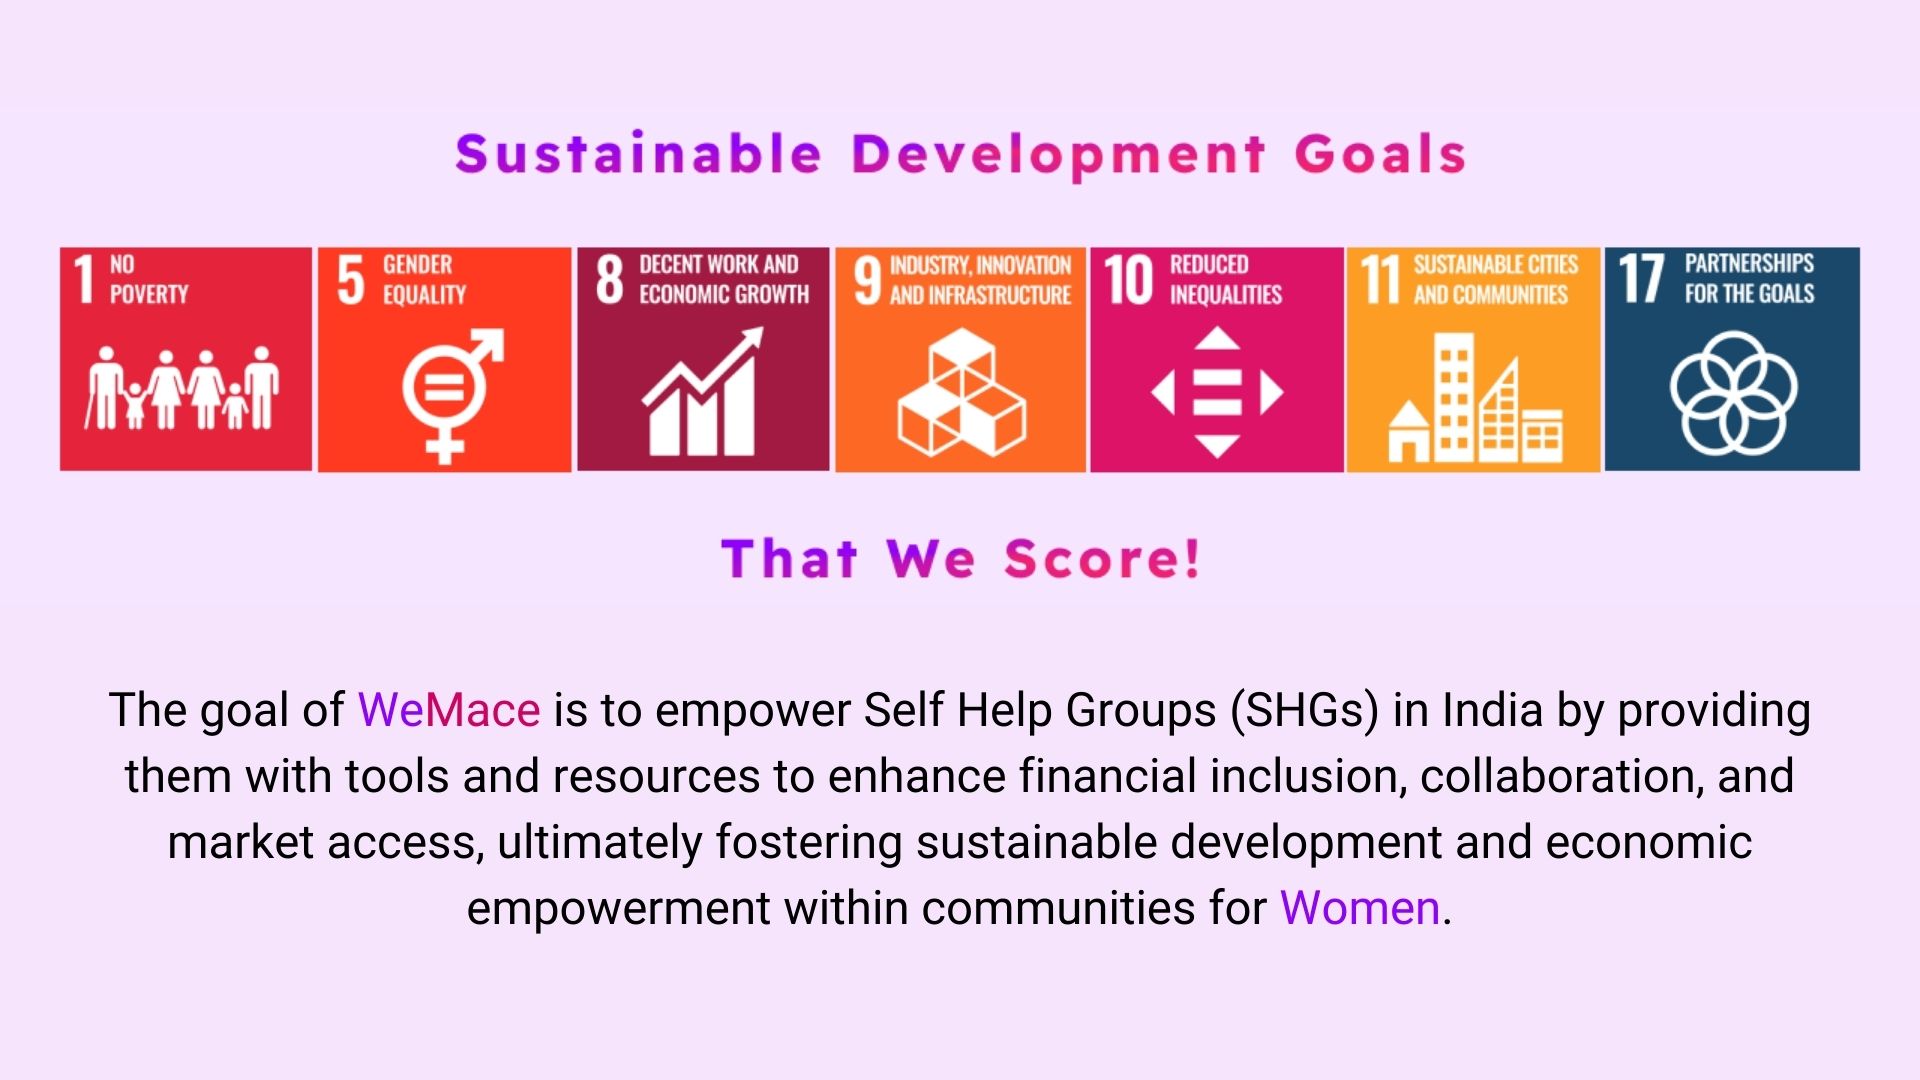 Sustainable Development Goals
1 NO POVERTY
5 GENDER EQUALITY
8 DECENT WORK AND ECONOMIC GROWTH
9 INDUSTRY, INNOVATION AND INFRASTRUCTURE
10 REDUCED INEQUALITIES
11 SUSTAINABLE CITIES AND COMMUNITIES
17 PARTNERSHIPS FOR THE GOALS
That We Score!
The goal of WeMace is to empower Self Help Groups (SHGs) in India by providing
them with tools and resources to enhance financial inclusion, collaboration, and
market access, ultimately fostering sustainable development and economic
empowerment within communities for Women.